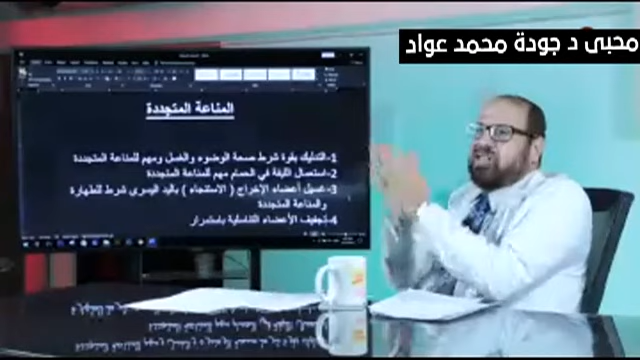 محبى د جودة محمد عواد
المناعة المتجددة
1-التدليك بقوة شرط صحة الوضوء والغسل ومهم للمناعة المتجددة
2-استعمال الليفة في الحمام مهم للمناعة المتجددة
3-غسيل أعضاء الإخراج ( الاستنجاء ) باليد اليسري شرط للطهارة
والمناعة المتجددة
4-تجفيف الأعضاء التناسلية باستمرار